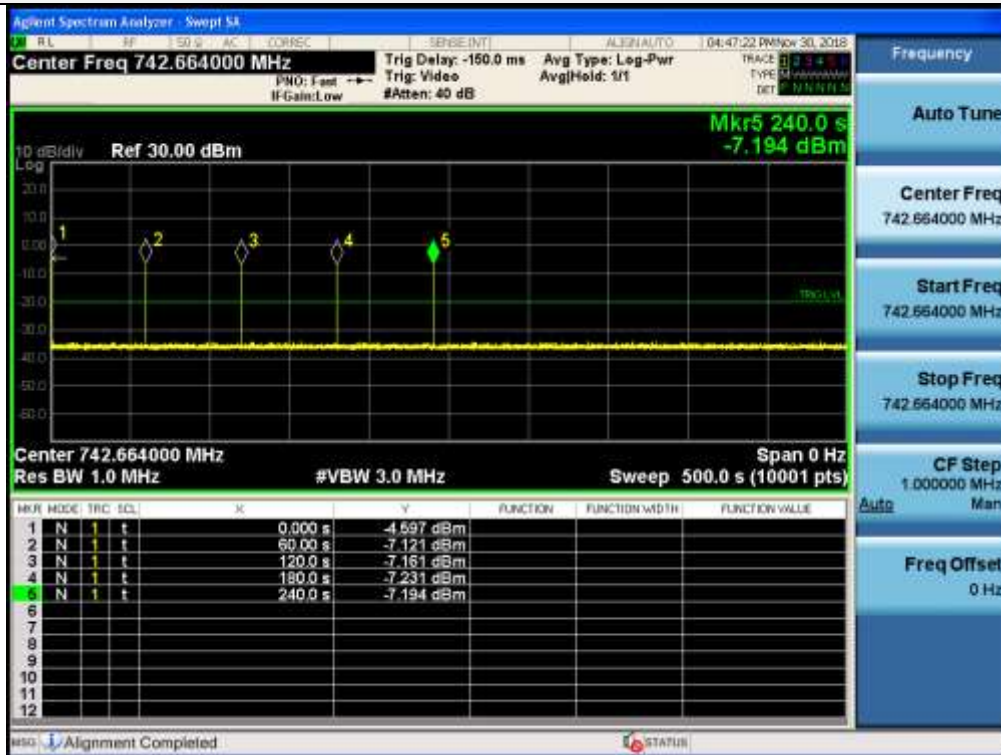 Agilent Spectrum Analyzer - Swept SA
RL RF 50 Ω AC CORREC SENSE:INT ALIGN AUTO 04:47:22 PM Nov 30, 2018
Center Freq 742.664000 MHz
PNO: Fast
IFGain:Low
Trig Delay: -150.0 ms
Trig: Video
#Atten: 40 dB
Avg Type: Log-Pwr
Avg|Hold: 1/1
TRACE 1 2 3 4 5 6
TYPE
DET P N N N N N
Mkr5 240.0 s
-7.194 dBm
10 dB/div
Log
Ref 30.00 dBm
20.0
10.0
0.00
-10.0
-20.0
-30.0
-40.0
-50.0
-60.0
1
2
3
4
5
TRIG LVL
Center 742.664000 MHz
Span 0 Hz
Res BW 1.0 MHz
#VBW 3.0 MHz
Sweep 500.0 s (10001 pts)
MKR MODE TRC SCL X Y FUNCTION FUNCTION WIDTH FUNCTION VALUE
1 N 1 t 0.000 s -4.597 dBm
2 N 1 t 60.00 s -7.121 dBm
3 N 1 t 120.0 s -7.161 dBm
4 N 1 t 180.0 s -7.231 dBm
5 N 1 t 240.0 s -7.194 dBm
6
7
8
9
10
11
12
MSG Alignment Completed
STATUS
Frequency
Auto Tune
Center Freq
742.664000 MHz
Start Freq
742.664000 MHz
Stop Freq
742.664000 MHz
CF Step
1.000000 MHz
Auto Man
Freq Offset
0 Hz